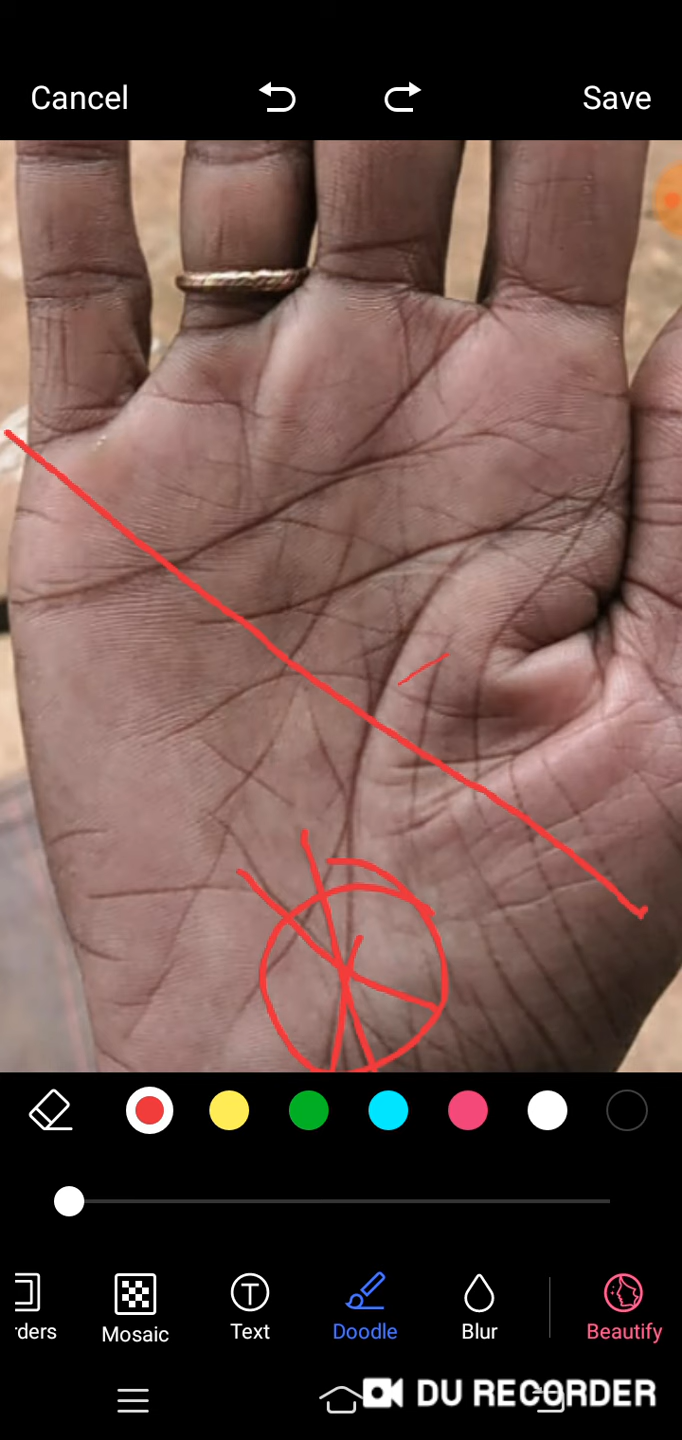 Cancel
Save
rders
Mosaic
Text
Doodle
Blur
Beautify
DU RECORDER